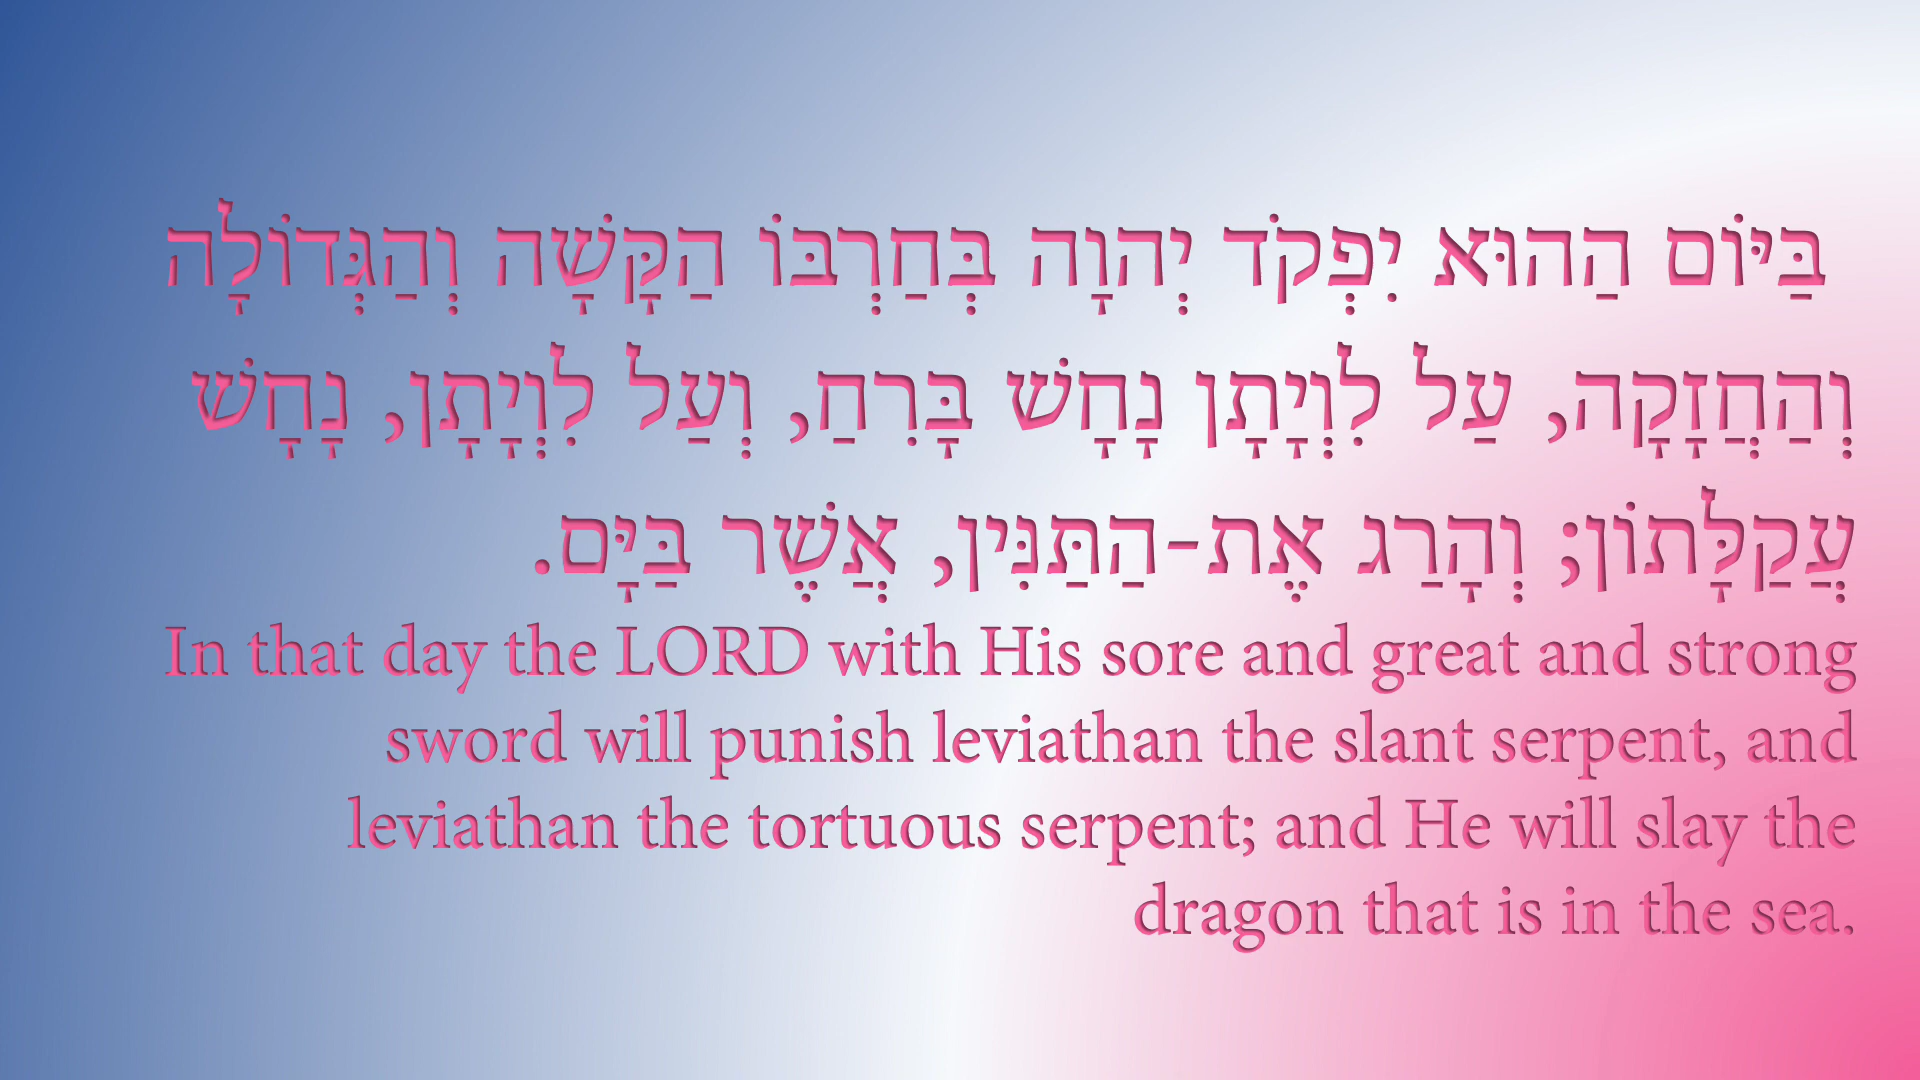 בַּיּוֹם הַהוּא יִפְקֹד יְהוָה בְּחַרְבּוֹ הַקָּשָׁה וְהַגְּדוֹלָה
וְהַחֲזָקָה, עַל לִוְיָתָן נָחָשׁ בָּרִחַ, וְעַל לִוְיָתָן, נָחָשׁ
עֲקַלָּתוֹן; וְהָרַג אֶת-הַתַּנִּין, אֲשֶׁר בַּיָּם.
In that day the LORD with His sore and great and strong
sword will punish leviathan the slant serpent, and
leviathan the tortuous serpent; and He will slay the
dragon that is in the sea.